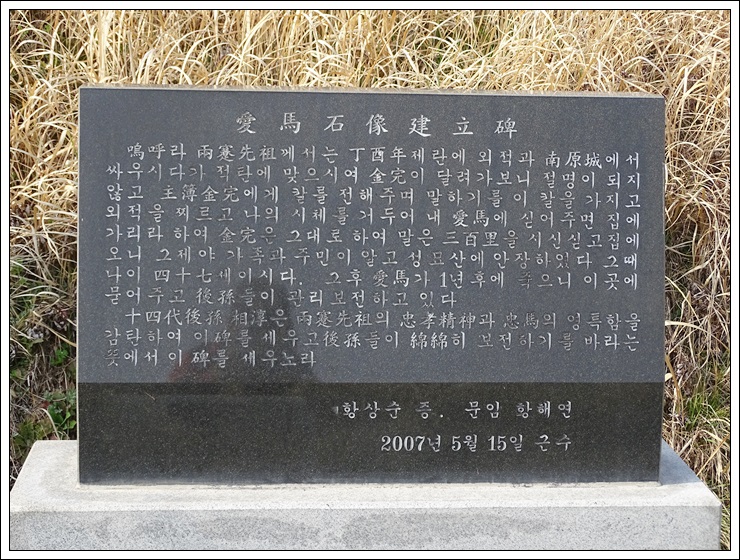 愛馬石像建立碑
嗚呼라 兩蹇先祖께서는 丁酉年제란에 외적과 南原城에서
싸우시다가 적탄에 맞으시여 金完이 달려가보니 절명이 되지
않고 主簿金完에게 칼를 전해주며 말하기를 이 칼을 가지고
외적을 찌르고 나의 시체를 거두어 내 愛馬에 싣어주면 집에
가리라 하여 金完은 그대로 하여 말은 三百里을 시신싣고집에
오니 그제야 가족과 주민이 알고 성묘산에안장하였다 그때
나이 四十七세이시다. 그후 愛馬가 1년후에 죽으니 이곳에
묻어 주고 後孫들이 관리보전하고 있다
十四代後孫 相淳은 兩蹇先祖의 忠孝精神과 忠馬의 영특함을
감탄하여 이碑를 세우고後孫들이 綿綿히 보전하기를 바라는
뜻에서 이 碑를 세우노라
황상순 증. 문임 황해연
2007년 5월 15일 근수